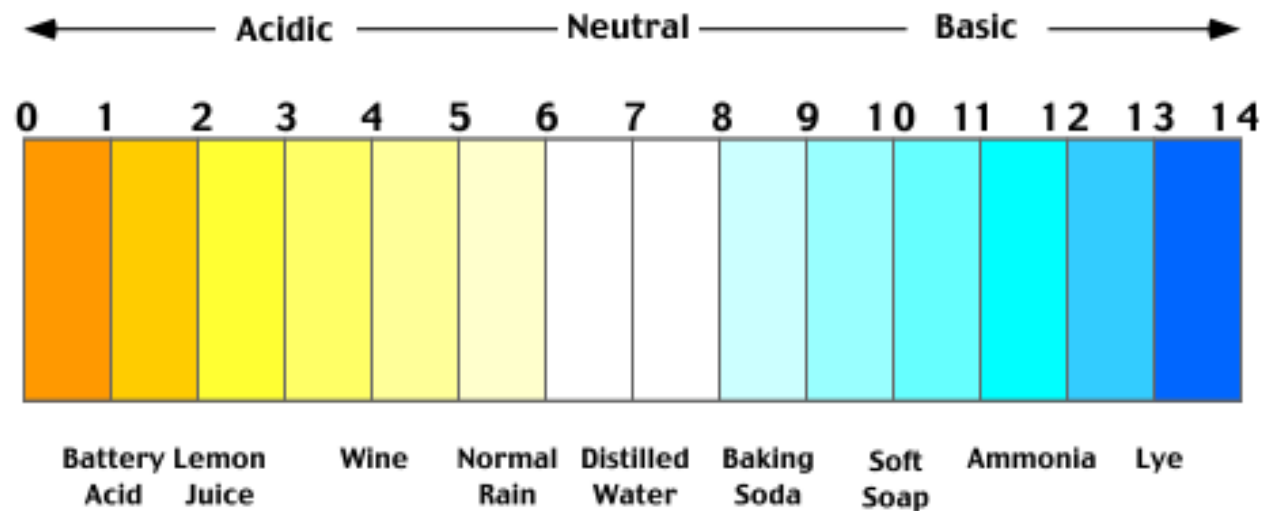 Acidic Neutral Basic
0 1 2 3 4 5 6 7 8 9 10 11 12 13 14
Battery Lemon Wine Normal Distilled Baking Soft Ammonia Lye
Acid Juice Rain Water Soda Soap